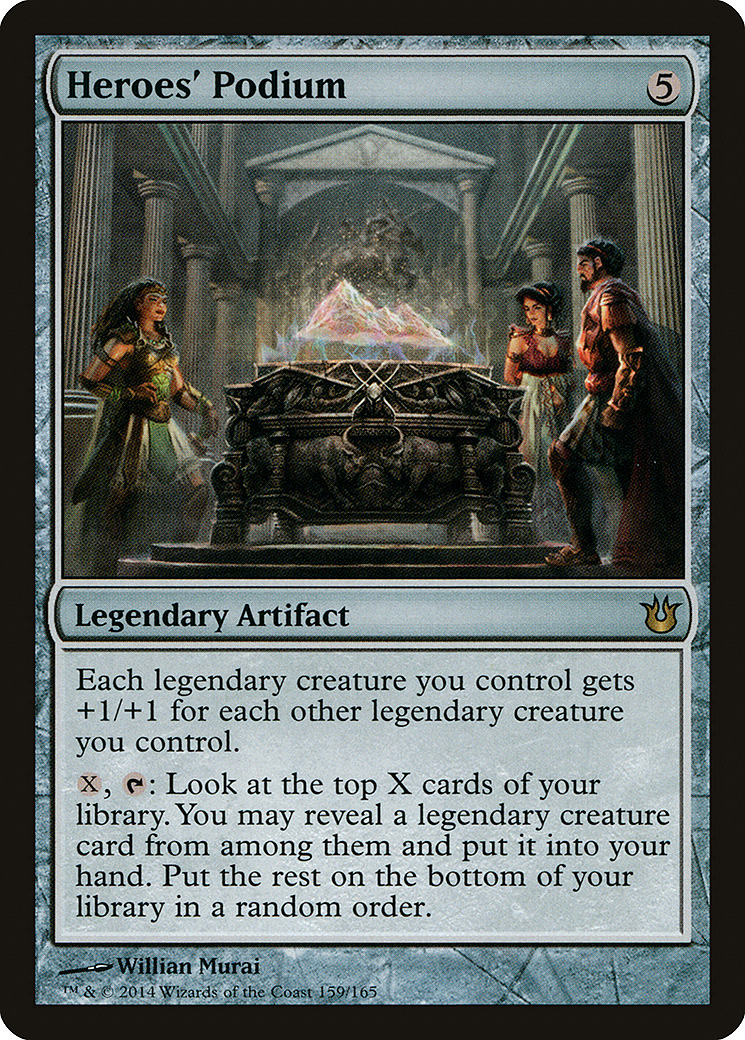 Heroes' Podium 5
Legendary Artifact
Each legendary creature you control gets
+1/+1 for each other legendary creature
you control.
X, : Look at the top X cards of your
library. You may reveal a legendary creature
card from among them and put it into your
hand. Put the rest on the bottom of your
library in a random order.
Willian Murai
™ & © 2014 Wizards of the Coast 159/165